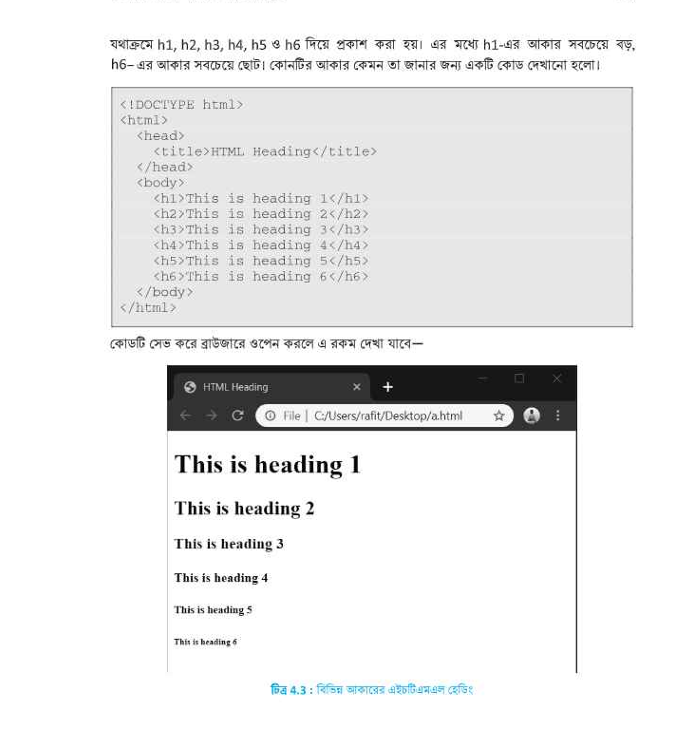 যথাক্রমে h1, h2, h3, h4, h5 ও h6 দিয়ে প্রকাশ করা হয়। এর মধ্যে h1-এর আকার সবচেয়ে বড়,
h6– এর আকার সবচেয়ে ছোট। কোনটির আকার কেমন তা জানার জন্য একটি কোড দেখানো হলো।
<!DOCTYPE html>
<html>
<head>
<title>HTML Heading</title>
</head>
<body>
<h1>This is heading 1</h1>
<h2>This is heading 2</h2>
<h3>This is heading 3</h3>
<h4>This is heading 4</h4>
<h5>This is heading 5</h5>
<h6>This is heading 6</h6>
</body>
</html>
কোডটি সেভ করে ব্রাউজারে ওপেন করলে এ রকম দেখা যাবে—
HTML Heading
File | C:/Users/rafit/Desktop/a.html
This is heading 1
This is heading 2
This is heading 3
This is heading 4
This is heading 5
This is heading 6
চিত্র 4.3 : বিভিন্ন আকারের এইচটিএমএল হেডিং